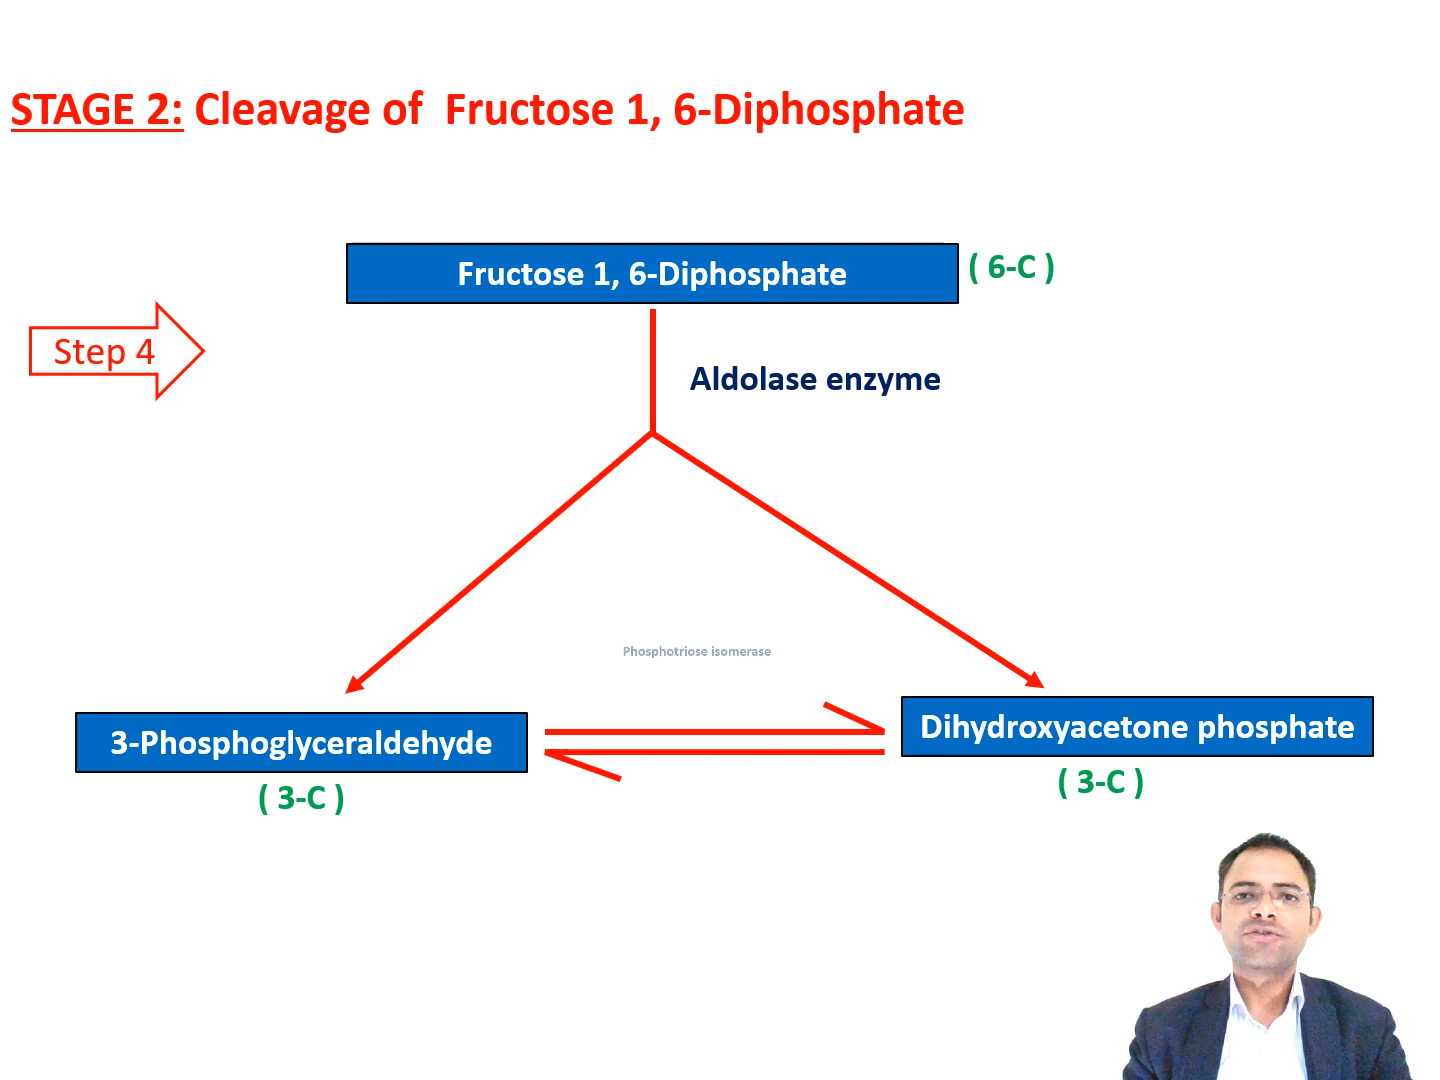 STAGE 2: Cleavage of Fructose 1, 6-Diphosphate
Fructose 1, 6-Diphosphate
( 6-C )
Step 4
Aldolase enzyme
Phosphotriose isomerase
3-Phosphoglyceraldehyde
Dihydroxyacetone phosphate
( 3-C )
( 3-C )